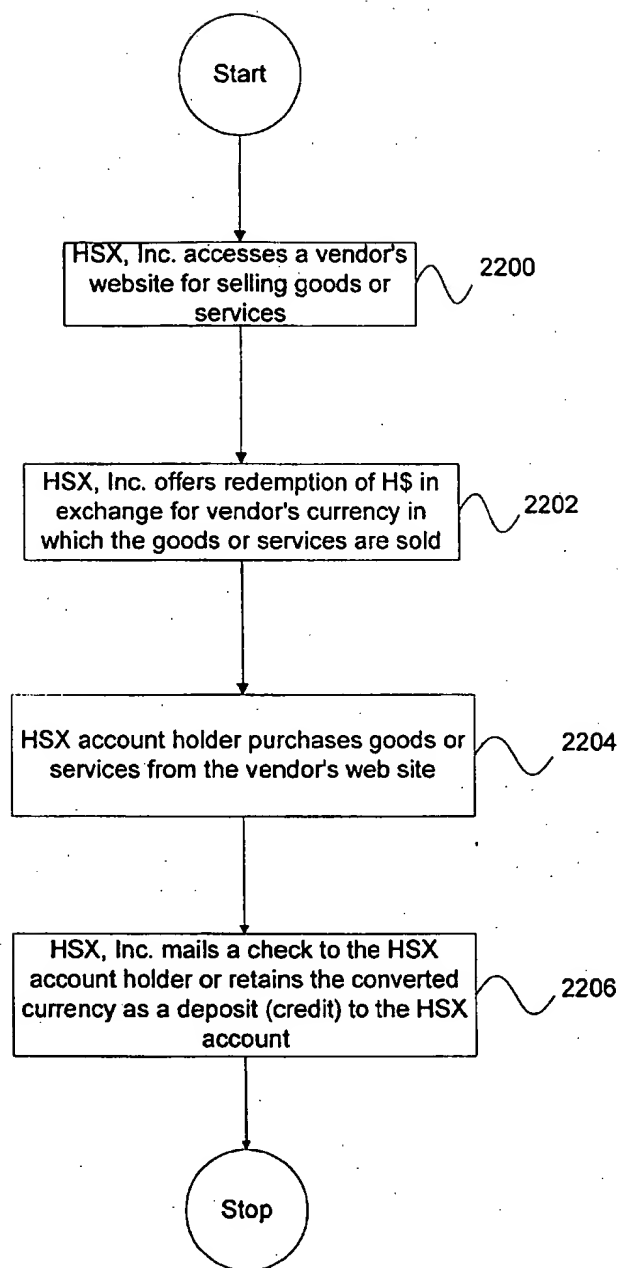 Start
HSX, Inc. accesses a vendor's
website for selling goods or
services
2200
HSX, Inc. offers redemption of H$ in
exchange for vendor's currency in
which the goods or services are sold
2202
HSX account holder purchases goods or
services from the vendor's web site
2204
HSX, Inc. mails a check to the HSX
account holder or retains the converted
currency as a deposit (credit) to the HSX
account
2206
Stop